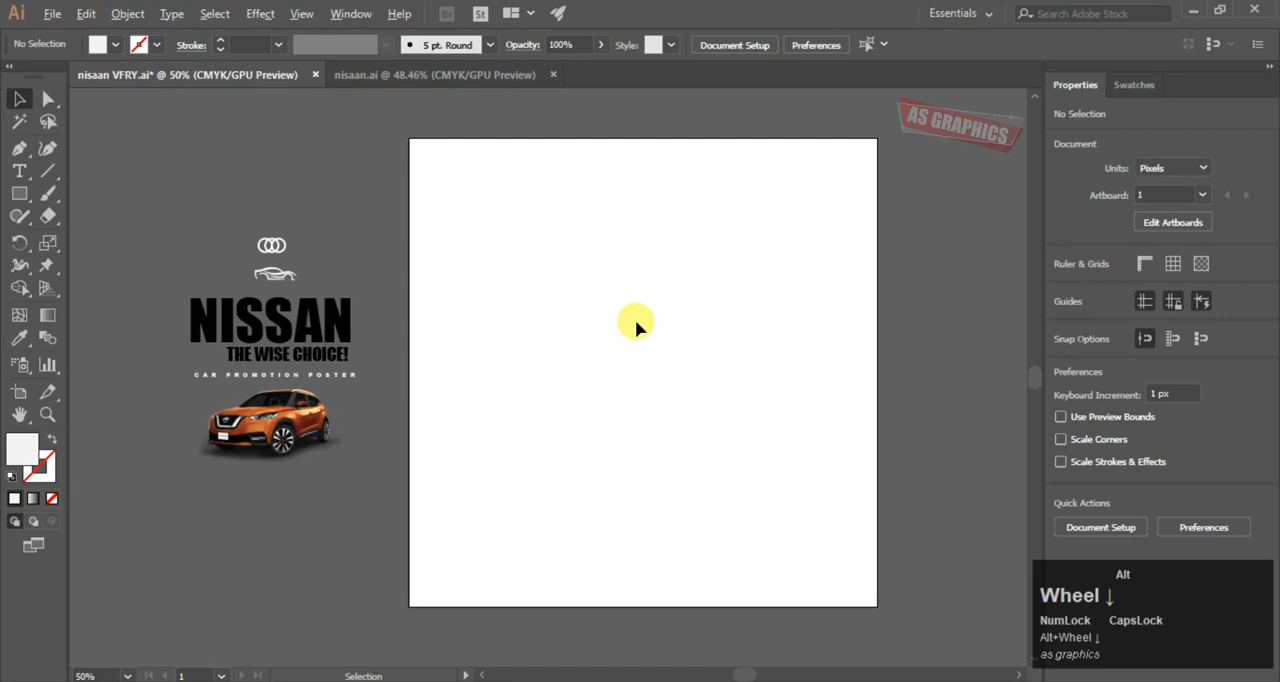 Ai File Edit Object Type Select Effect View Window Help Br St Essentials Search Adobe Stock
No Selection Stroke: 5 pt. Round Opacity: 100% Style: Document Setup Preferences
nisaan VFRY.ai* @ 50% (CMYK/GPU Preview) × nisaan.ai @ 48.46% (CMYK/GPU Preview) ×
Properties Swatches
No Selection
AS GRAPHICS
Document
Units: Pixels
Artboard: 1
Edit Artboards
Ruler & Grids
Guides
NISSAN
THE WISE CHOICE!
CAR PROMOTION POSTER
Snap Options
Preferences
Keyboard Increment: 1 px
Use Preview Bounds
Scale Corners
Scale Strokes & Effects
Quick Actions
Document Setup Preferences
Alt
Wheel ↓
NumLock CapsLock
Alt+Wheel ↓
as graphics
50% 1 Selection